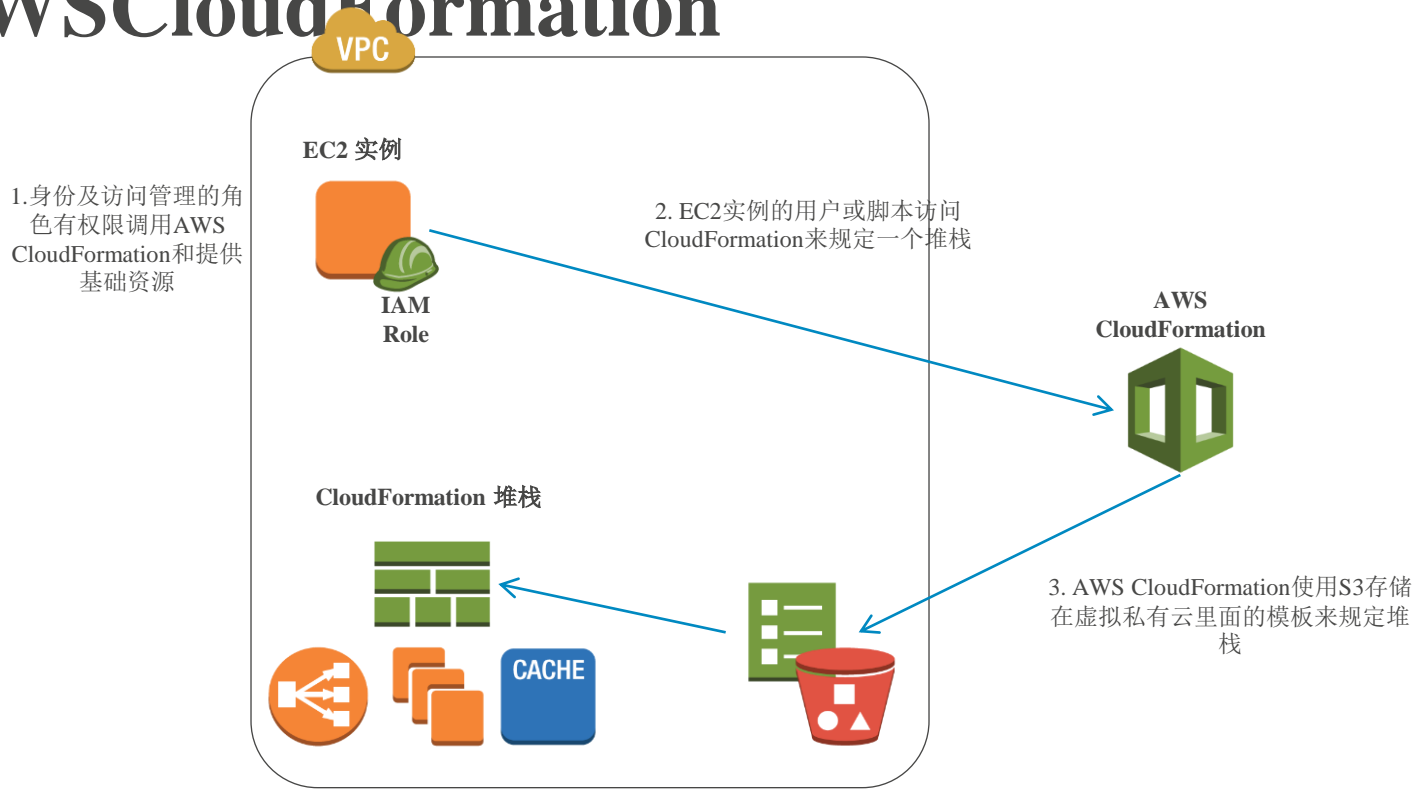 WSCloudFormation
VPC
EC2 实例
1.身份及访问管理的角
色有权限调用AWS
CloudFormation和提供
基础资源
IAM
Role
2. EC2实例的用户或脚本访问
CloudFormation来规定一个堆栈
AWS
CloudFormation
CloudFormation 堆栈
3. AWS CloudFormation使用S3存储
在虚拟私有云里面的模板来规定堆
栈
CACHE